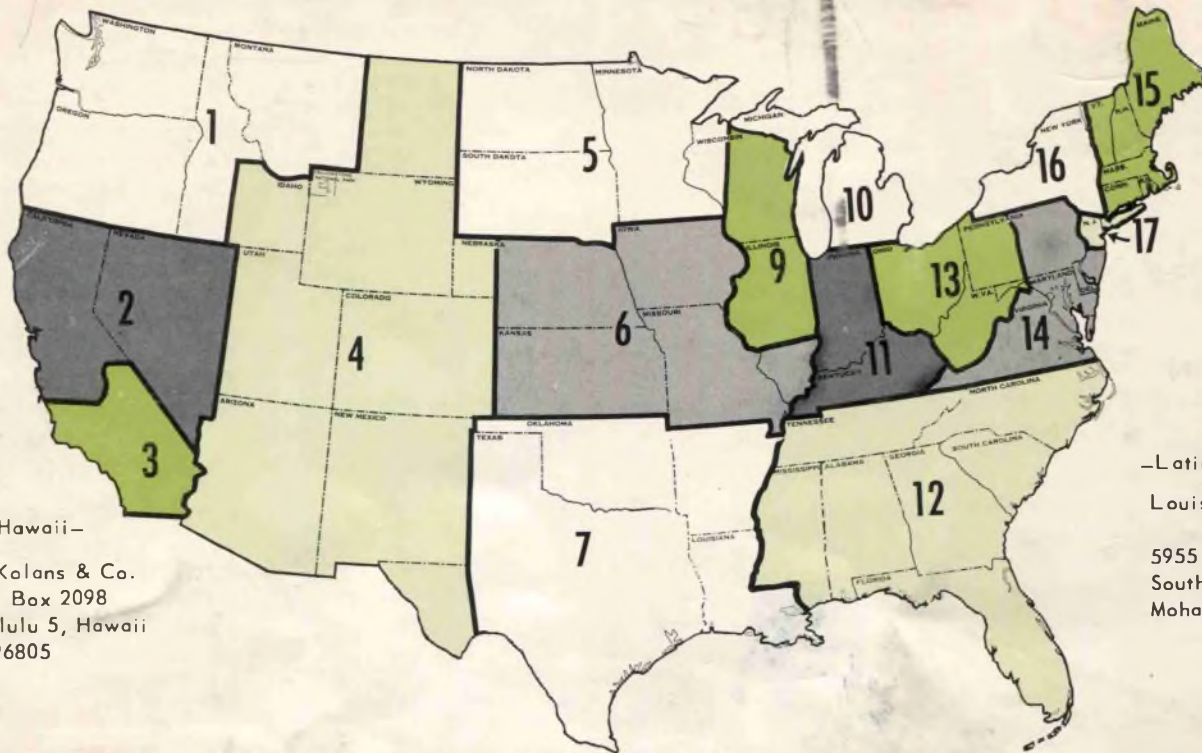 WASHINGTON
MONTANA
NORTH DAKOTA
MINNESOTA
MAINE
OREGON
1
IDAHO
YELLOWSTONE
NATIONAL PARK
WYOMING
SOUTH DAKOTA
5
WISCONSIN
MICHIGAN
10
NEW YORK
16
VT.
N.H.
15
MASS.
CONN.
R.I.
CALIFORNIA
NEVADA
2
UTAH
COLORADO
4
NEBRASKA
IOWA
KANSAS
6
MISSOURI
ILLINOIS
9
INDIANA
KENTUCKY
11
OHIO
13
PENNSYLVANIA
W.VA.
MARYLAND
DEL.
VIRGINIA
14
N.J.
17
3
ARIZONA
NEW MEXICO
TEXAS
OKLAHOMA
7
LOUISIANA
TENNESSEE
NORTH CAROLINA
SOUTH CAROLINA
MISSISSIPPI
ALABAMA
GEORGIA
12
FLORIDA
Hawaii—
Kolans & Co.
Box 2098
lulu 5, Hawaii
96805
—Lati
Louis
5955
South
Moha